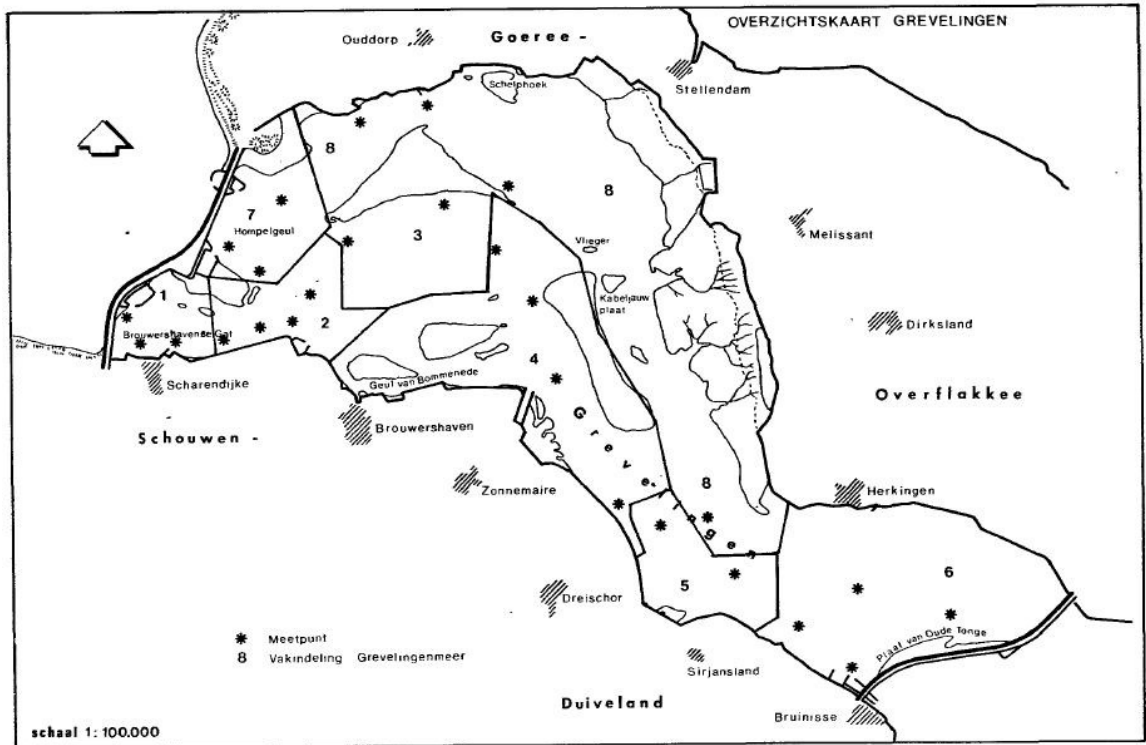 OVERZICHTSKAART GREVELINGEN
Ouddorp
Goeree -
Stellendam
Schelphoek
8
8
7
Hompelgeul
3
Melissant
Vlieger
Kabeljauw
plaat
1
2
Brouwershavense Gat
4
Dirksland
Scharendijke
Geul van Bommenede
Overflakkee
Brouwershaven
Schouwen -
Grevelingen
Zonnemaire
8
Herkingen
5
6
Dreischor
Plaat van Oude Tonge
Meetpunt
8 Vakindeling Grevelingenmeer
Sirjansland
Duiveland
Bruinisse
schaal 1: 100.000